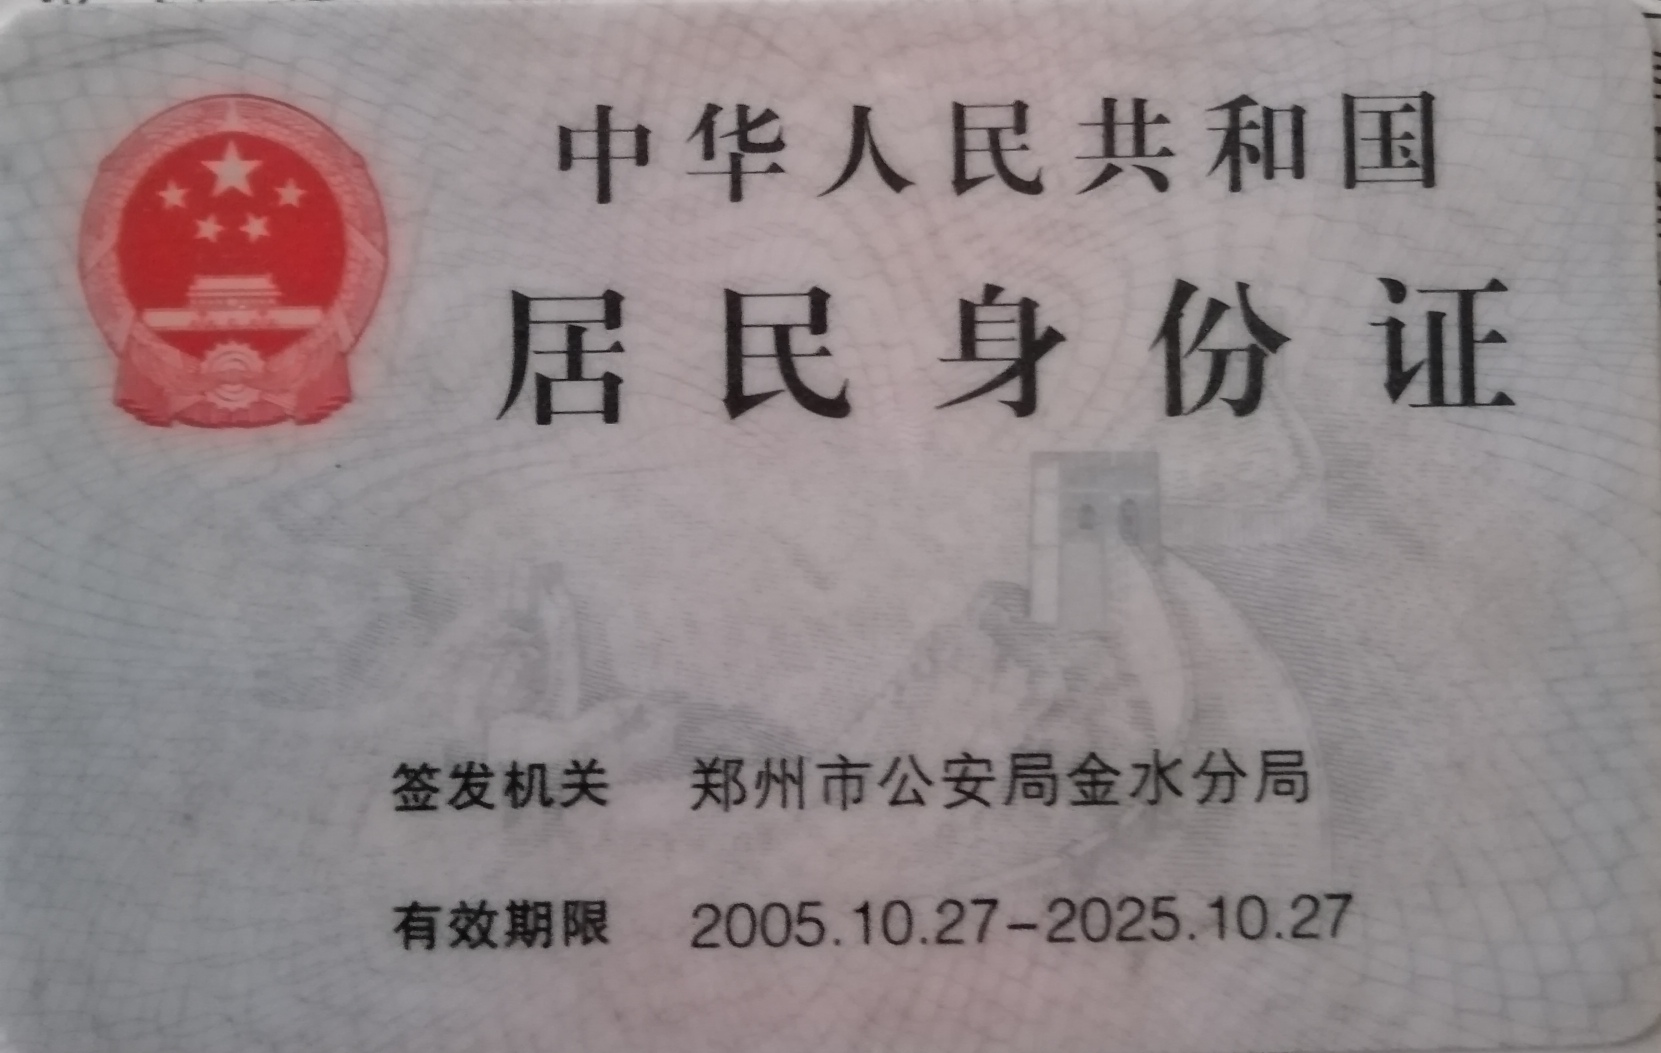 中华人民共和国
居民身份证
签发机关 郑州市公安局金水分局
有效期限 2005.10.27-2025.10.27